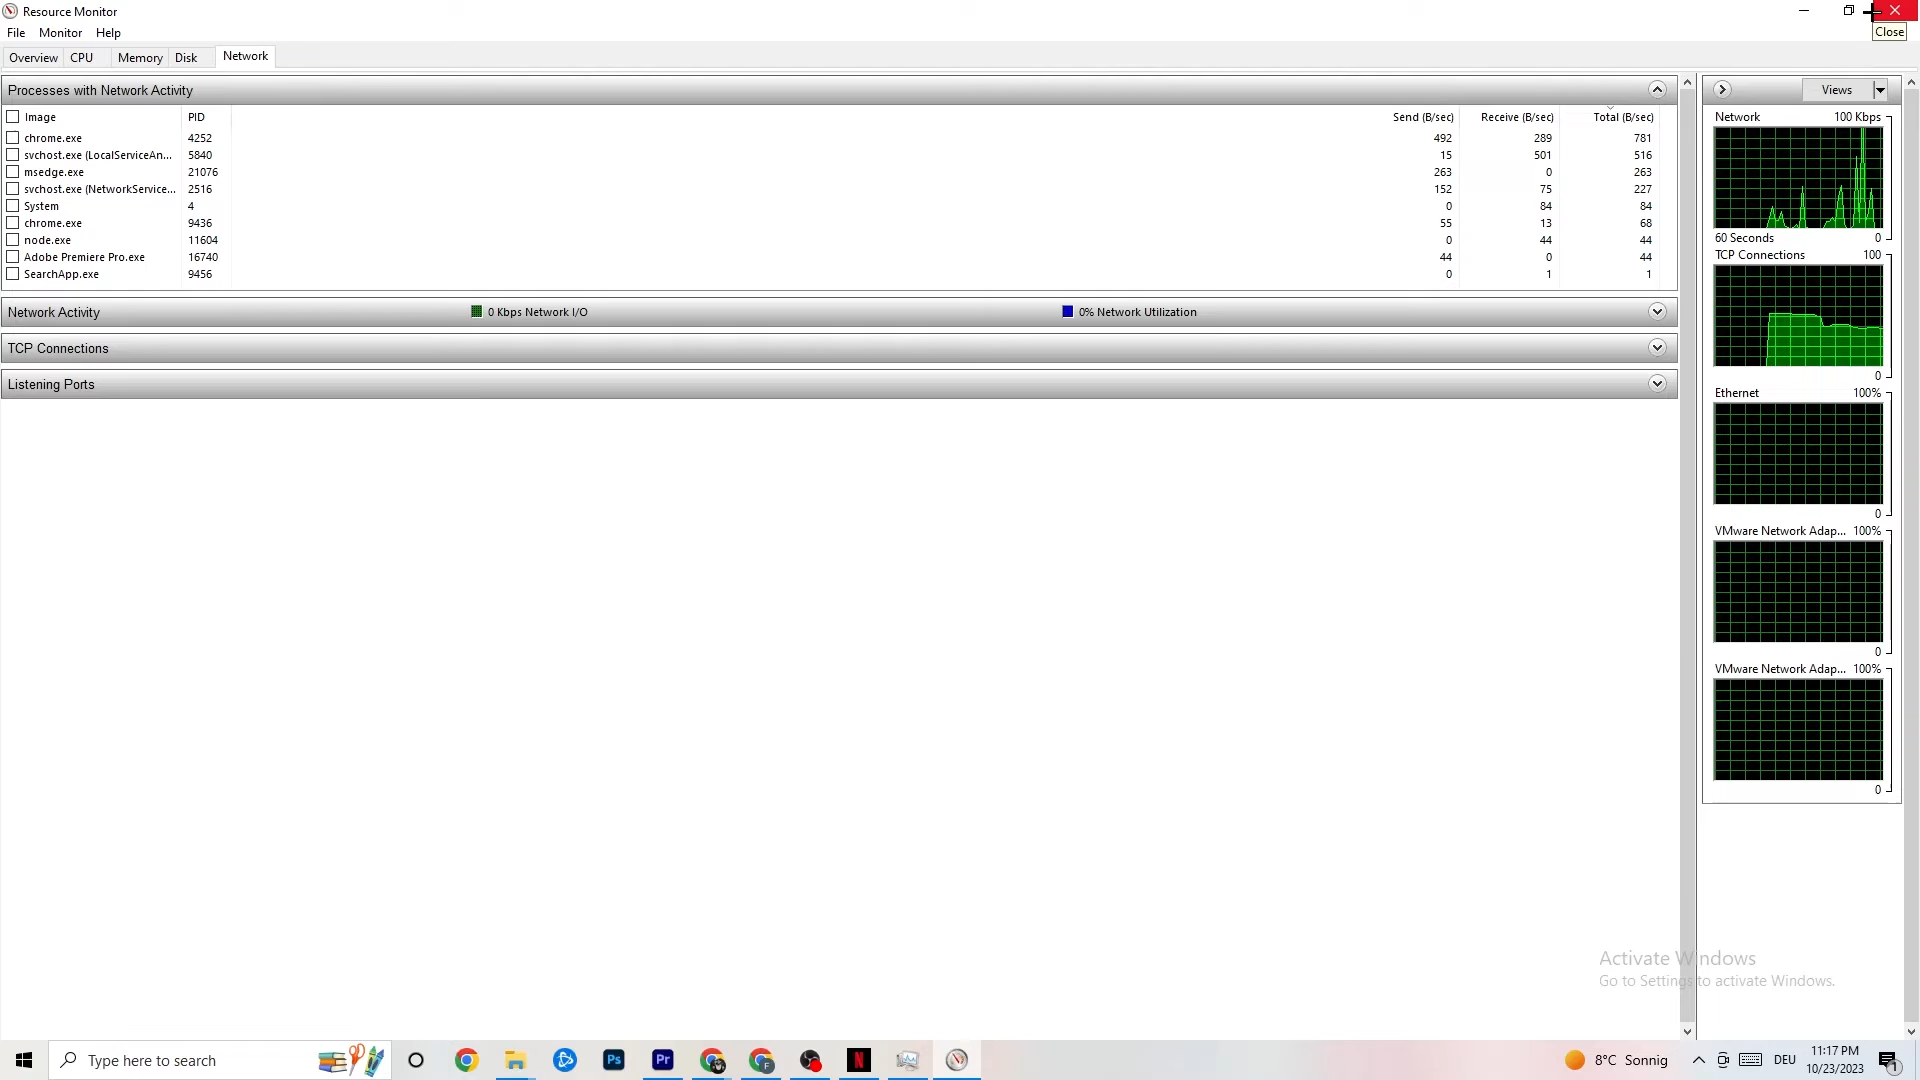 Resource Monitor
Close
File Monitor Help
Overview CPU Memory Disk Network
Processes with Network Activity
Image PID Send (B/sec) Receive (B/sec) Total (B/sec)
chrome.exe 4252 492 289 781
svchost.exe (LocalServiceAn... 5840 15 501 516
msedge.exe 21076 263 0 263
svchost.exe (NetworkService... 2516 152 75 227
System 4 0 84 84
chrome.exe 9436 55 13 68
node.exe 11604 0 44 44
Adobe Premiere Pro.exe 16740 44 0 44
SearchApp.exe 9456 0 1 1
Network Activity 0 Kbps Network I/O 0% Network Utilization
TCP Connections
Listening Ports
Views
Network 100 Kbps
60 Seconds 0
TCP Connections 100
0
Ethernet 100%
0
VMware Network Adap... 100%
0
VMware Network Adap... 100%
0
Activate Windows
Go to Settings to activate Windows.
Type here to search
Ps
Pr
F
N
8°C Sonnig
DEU
11:17 PM
10/23/2023
1